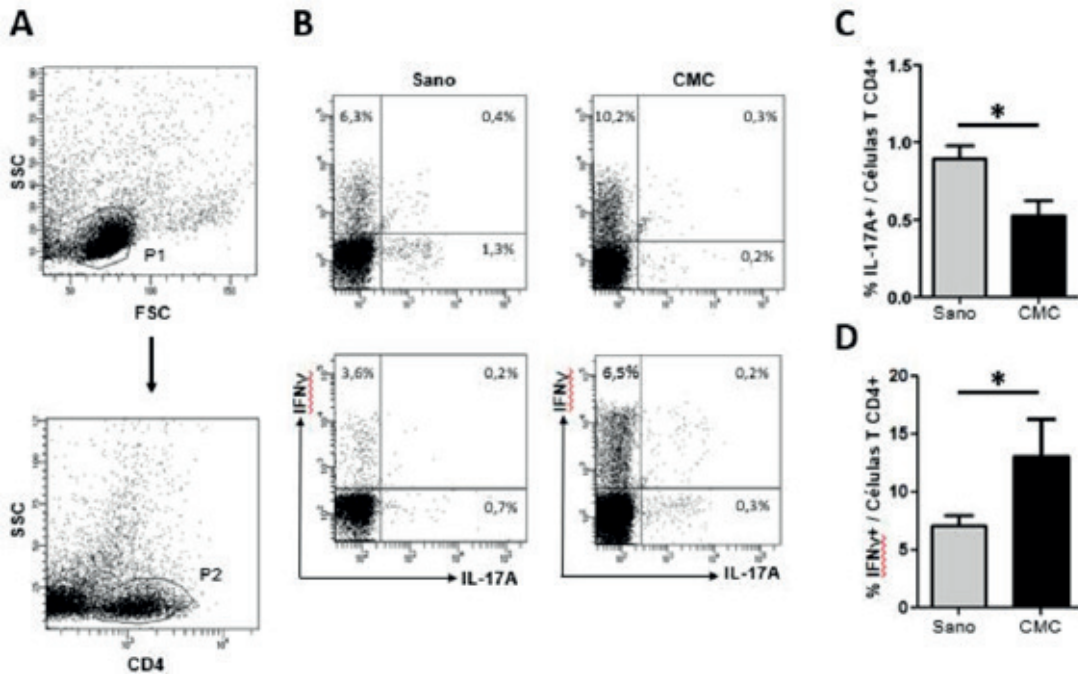 A
SSC
P1
50 100 150
FSC
SSC
P2
CD4
B
Sano
6,3% 0,4%
1,3%
CMC
10,2% 0,3%
0,2%
IFNγ
3,6% 0,2%
0,7%
IL-17A
IFNγ
6,5% 0,2%
0,3%
IL-17A
C
% IL-17A+ / Células T CD4+
1.5
1.0
0.5
0.0
*
Sano CMC
D
% IFNγ+ / Células T CD4+
20
15
10
5
0
*
Sano CMC